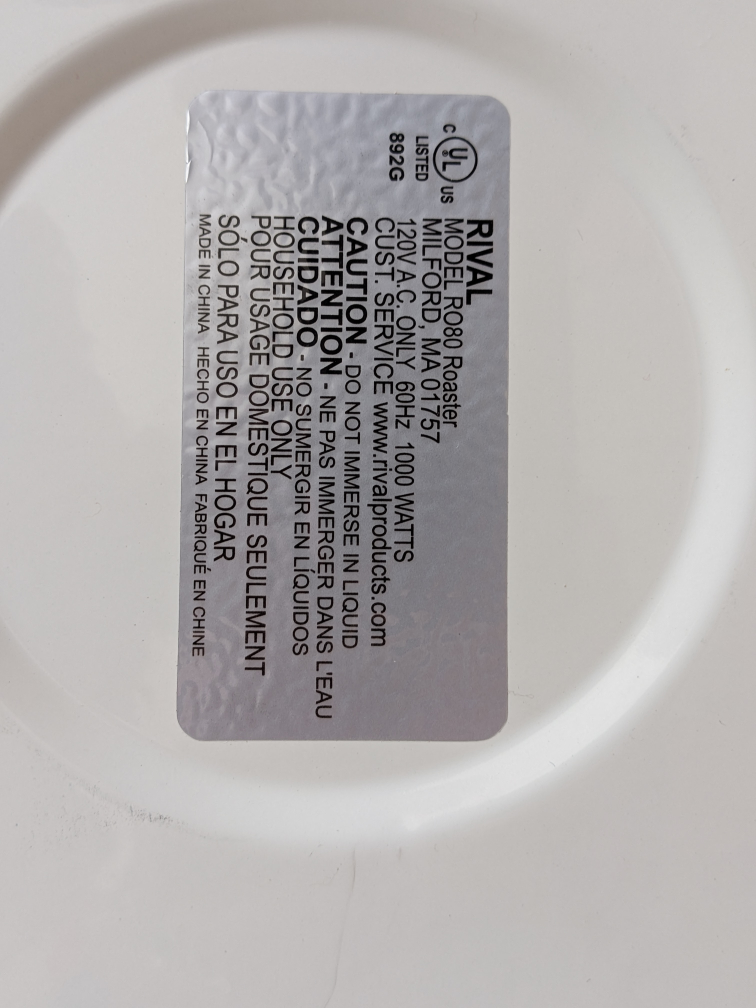 C UL US
LISTED
892G
RIVAL
MODEL RO80 Roaster
MILFORD, MA 01757
120V A.C. ONLY 60Hz 1000 WATTS
CUST. SERVICE www.rivalproducts.com
CAUTION - DO NOT IMMERSE IN LIQUID
ATTENTION - NE PAS IMMERGER DANS L'EAU
CUIDADO - NO SUMERGIR EN LÍQUIDOS
HOUSEHOLD USE ONLY
POUR USAGE DOMESTIQUE SEULEMENT
SÓLO PARA USO EN EL HOGAR
MADE IN CHINA HECHO EN CHINA FABRIQUÉ EN CHINE